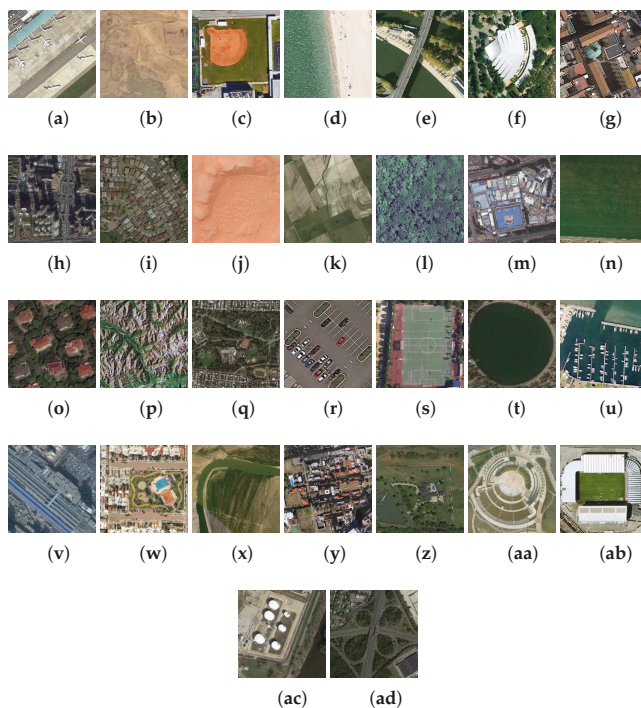 (a) (b) (c) (d) (e) (f) (g)
(h) (i) (j) (k) (l) (m) (n)
(o) (p) (q) (r) (s) (t) (u)
(v) (w) (x) (y) (z) (aa) (ab)
(ac) (ad)